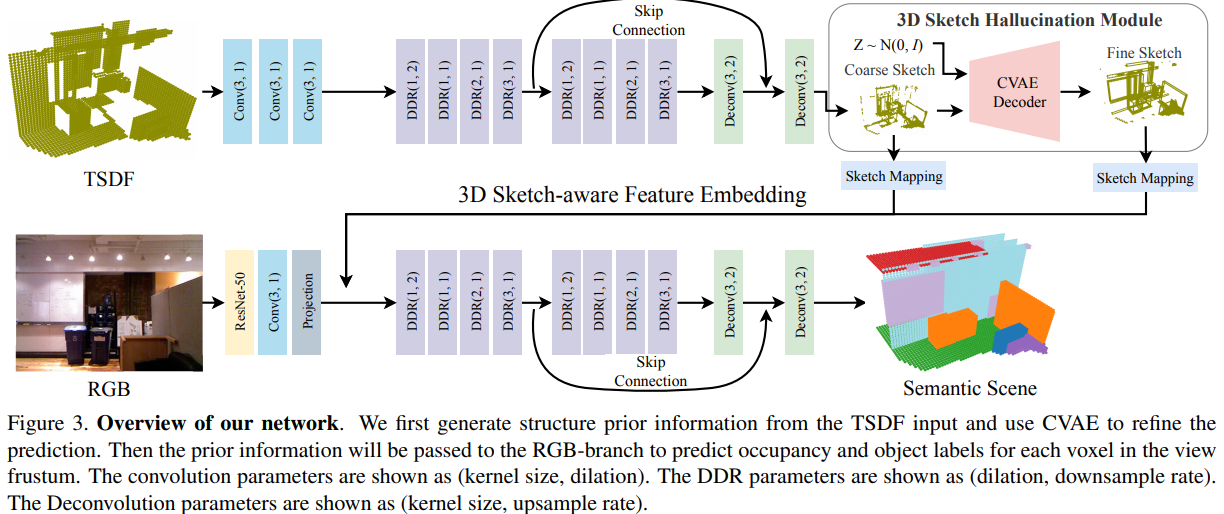 Skip
Connection
3D Sketch Hallucination Module
Z ~ N(0, I)
Coarse Sketch
Fine Sketch
CVAE
Decoder
Conv(3, 1)
Conv(3, 1)
Conv(3, 1)
DDR(1, 2)
DDR(1, 1)
DDR(2, 1)
DDR(3, 1)
DDR(1, 2)
DDR(1, 1)
DDR(2, 1)
DDR(3, 1)
Deconv(3, 2)
Deconv(3, 2)
TSDF
Sketch Mapping
Sketch Mapping
3D Sketch-aware Feature Embedding
ResNet-50
Conv(3, 1)
Projection
DDR(1, 2)
DDR(1, 1)
DDR(2, 1)
DDR(3, 1)
DDR(1, 2)
DDR(1, 1)
DDR(2, 1)
DDR(3, 1)
Deconv(3, 2)
Deconv(3, 2)
Skip
Connection
RGB
Semantic Scene
Figure 3. Overview of our network. We first generate structure prior information from the TSDF input and use CVAE to refine the
prediction. Then the prior information will be passed to the RGB-branch to predict occupancy and object labels for each voxel in the view
frustum. The convolution parameters are shown as (kernel size, dilation). The DDR parameters are shown as (dilation, downsample rate).
The Deconvolution parameters are shown as (kernel size, upsample rate).